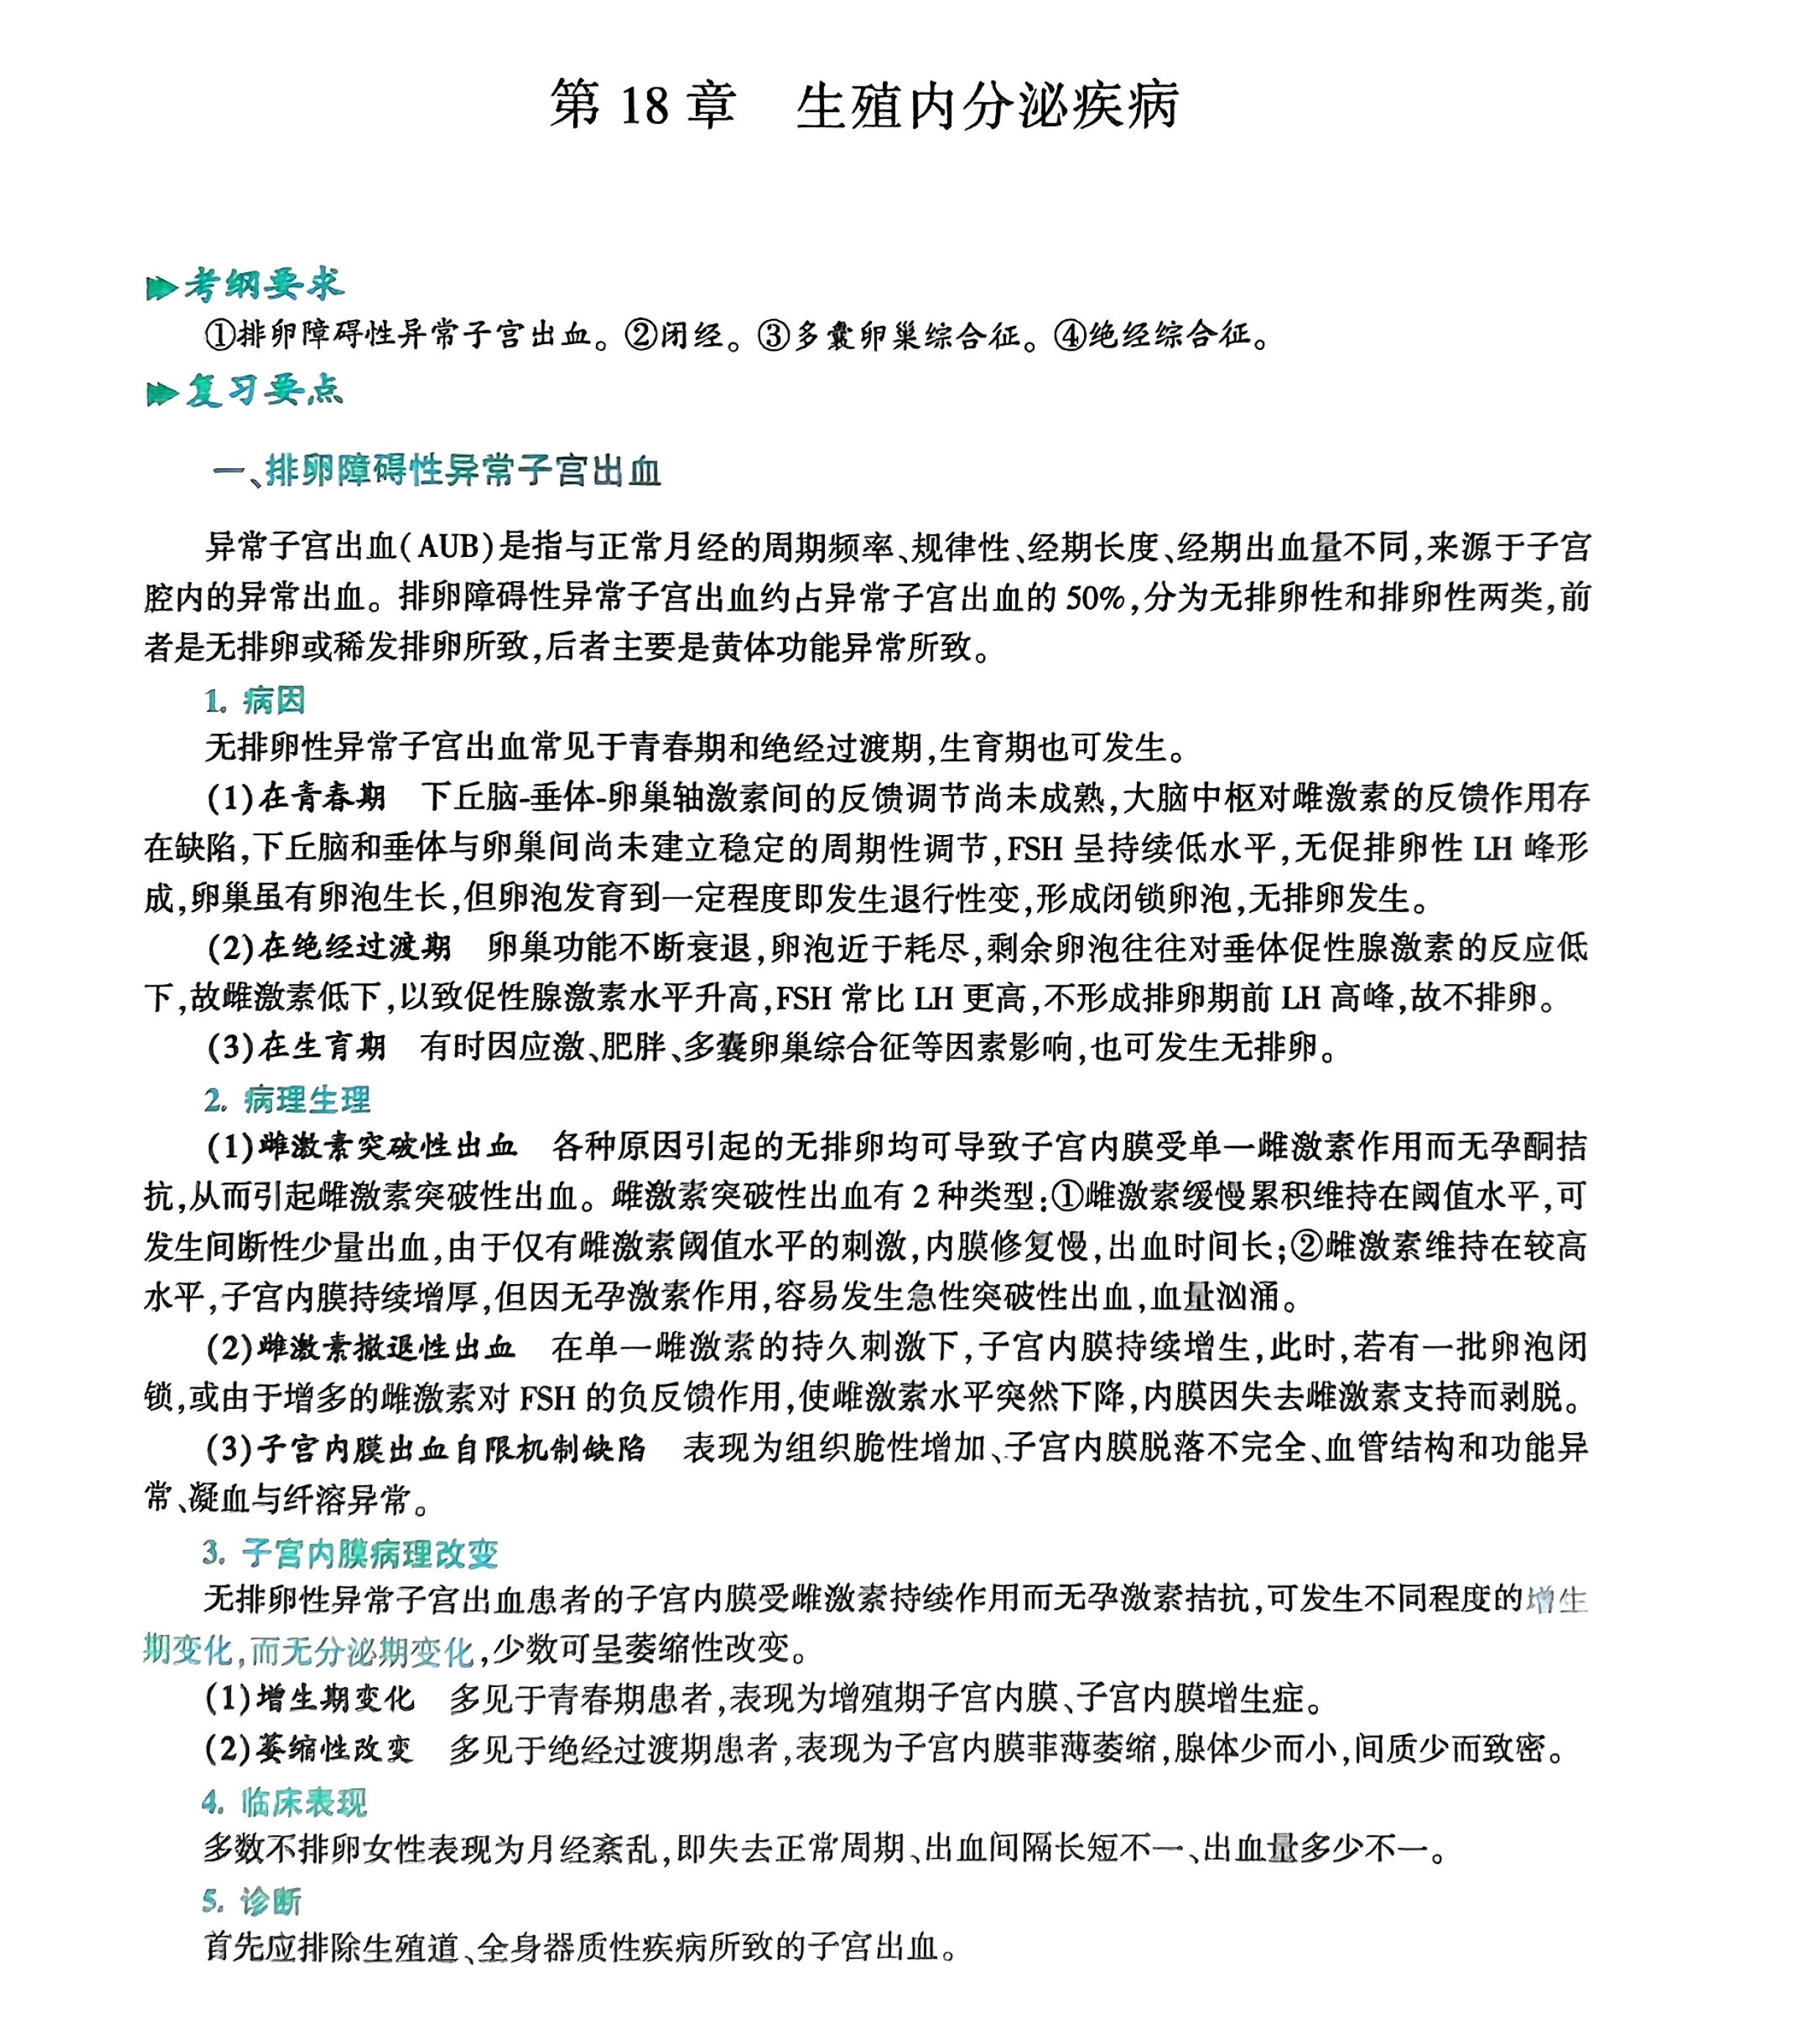 第 18 章　生殖内分泌疾病
考纲要求
①排卵障碍性异常子宫出血。②闭经。③多囊卵巢综合征。④绝经综合征。
复习要点
一、排卵障碍性异常子宫出血
异常子宫出血(AUB)是指与正常月经的周期频率、规律性、经期长度、经期出血量不同,来源于子宫
腔内的异常出血。排卵障碍性异常子宫出血约占异常子宫出血的 50%,分为无排卵性和排卵性两类,前
者是无排卵或稀发排卵所致,后者主要是黄体功能异常所致。
1. 病因
无排卵性异常子宫出血常见于青春期和绝经过渡期,生育期也可发生。
(1)在青春期　下丘脑-垂体-卵巢轴激素间的反馈调节尚未成熟,大脑中枢对雌激素的反馈作用存
在缺陷,下丘脑和垂体与卵巢间尚未建立稳定的周期性调节,FSH 呈持续低水平,无促排卵性 LH 峰形
成,卵巢虽有卵泡生长,但卵泡发育到一定程度即发生退行性变,形成闭锁卵泡,无排卵发生。
(2)在绝经过渡期　卵巢功能不断衰退,卵泡近于耗尽,剩余卵泡往往对垂体促性腺激素的反应低
下,故雌激素低下,以致促性腺激素水平升高,FSH 常比 LH 更高,不形成排卵期前 LH 高峰,故不排卵。
(3)在生育期　有时因应激、肥胖、多囊卵巢综合征等因素影响,也可发生无排卵。
2. 病理生理
(1)雌激素突破性出血　各种原因引起的无排卵均可导致子宫内膜受单一雌激素作用而无孕酮拮
抗,从而引起雌激素突破性出血。雌激素突破性出血有 2 种类型:①雌激素缓慢累积维持在阈值水平,可
发生间断性少量出血,由于仅有雌激素阈值水平的刺激,内膜修复慢,出血时间长;②雌激素维持在较高
水平,子宫内膜持续增厚,但因无孕激素作用,容易发生急性突破性出血,血量汹涌。
(2)雌激素撤退性出血　在单一雌激素的持久刺激下,子宫内膜持续增生,此时,若有一批卵泡闭
锁,或由于增多的雌激素对 FSH 的负反馈作用,使雌激素水平突然下降,内膜因失去雌激素支持而剥脱。
(3)子宫内膜出血自限机制缺陷　表现为组织脆性增加、子宫内膜脱落不完全、血管结构和功能异
常、凝血与纤溶异常。
3. 子宫内膜病理改变
无排卵性异常子宫出血患者的子宫内膜受雌激素持续作用而无孕激素拮抗,可发生不同程度的增生
期变化,而无分泌期变化,少数可呈萎缩性改变。
(1)增生期变化　多见于青春期患者,表现为增殖期子宫内膜、子宫内膜增生症。
(2)萎缩性改变　多见于绝经过渡期患者,表现为子宫内膜菲薄萎缩,腺体少而小,间质少而致密。
4. 临床表现
多数不排卵女性表现为月经紊乱,即失去正常周期、出血间隔长短不一、出血量多少不一。
5. 诊断
首先应排除生殖道、全身器质性疾病所致的子宫出血。